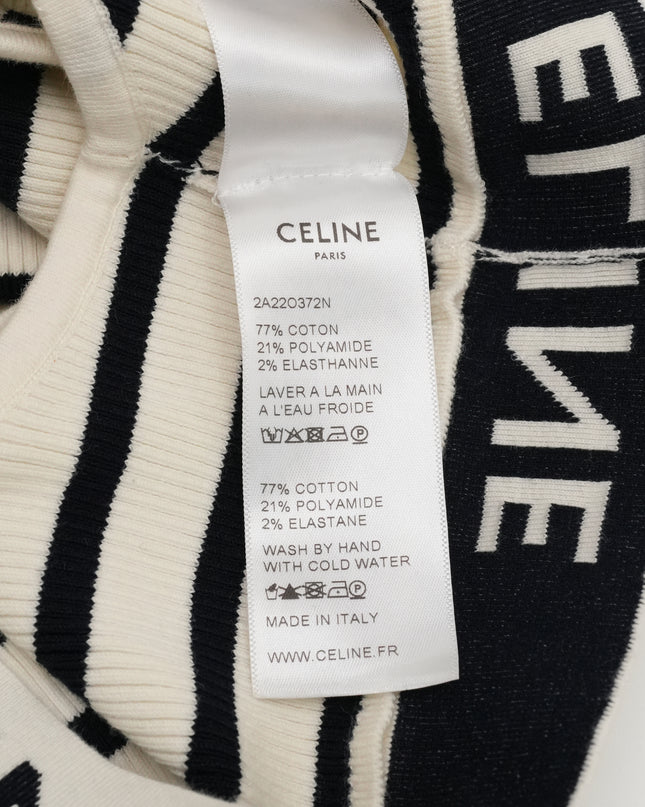 CELINE
PARIS
2A22O372N
77% COTON
21% POLYAMIDE
2% ELASTHANNE
LAVER A LA MAIN
A L'EAU FROIDE
77% COTTON
21% POLYAMIDE
2% ELASTANE
WASH BY HAND
WITH COLD WATER
MADE IN ITALY
WWW.CELINE.FR